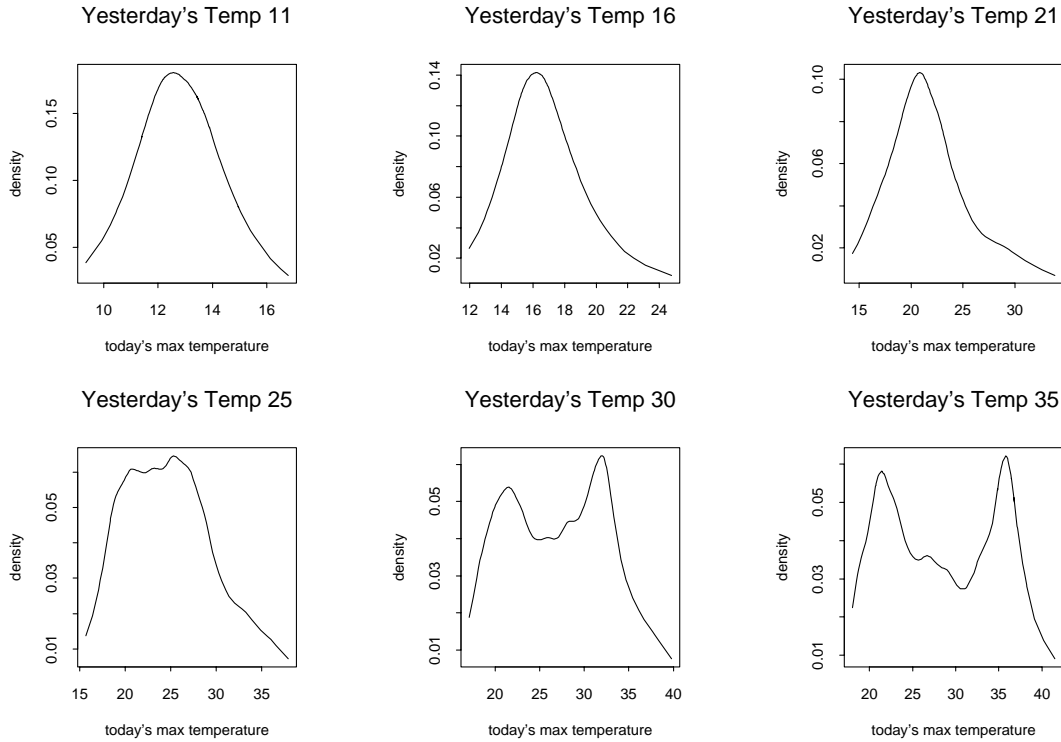 Yesterday's Temp 11
density
0.05 0.10 0.15
10 12 14 16
today's max temperature
Yesterday's Temp 16
density
0.02 0.06 0.10 0.14
12 14 16 18 20 22 24
today's max temperature
Yesterday's Temp 21
density
0.02 0.06 0.10
15 20 25 30
today's max temperature
Yesterday's Temp 25
density
0.01 0.03 0.05
15 20 25 30 35
today's max temperature
Yesterday's Temp 30
density
0.01 0.03 0.05
20 25 30 35 40
today's max temperature
Yesterday's Temp 35
density
0.01 0.03 0.05
20 25 30 35 40
today's max temperature